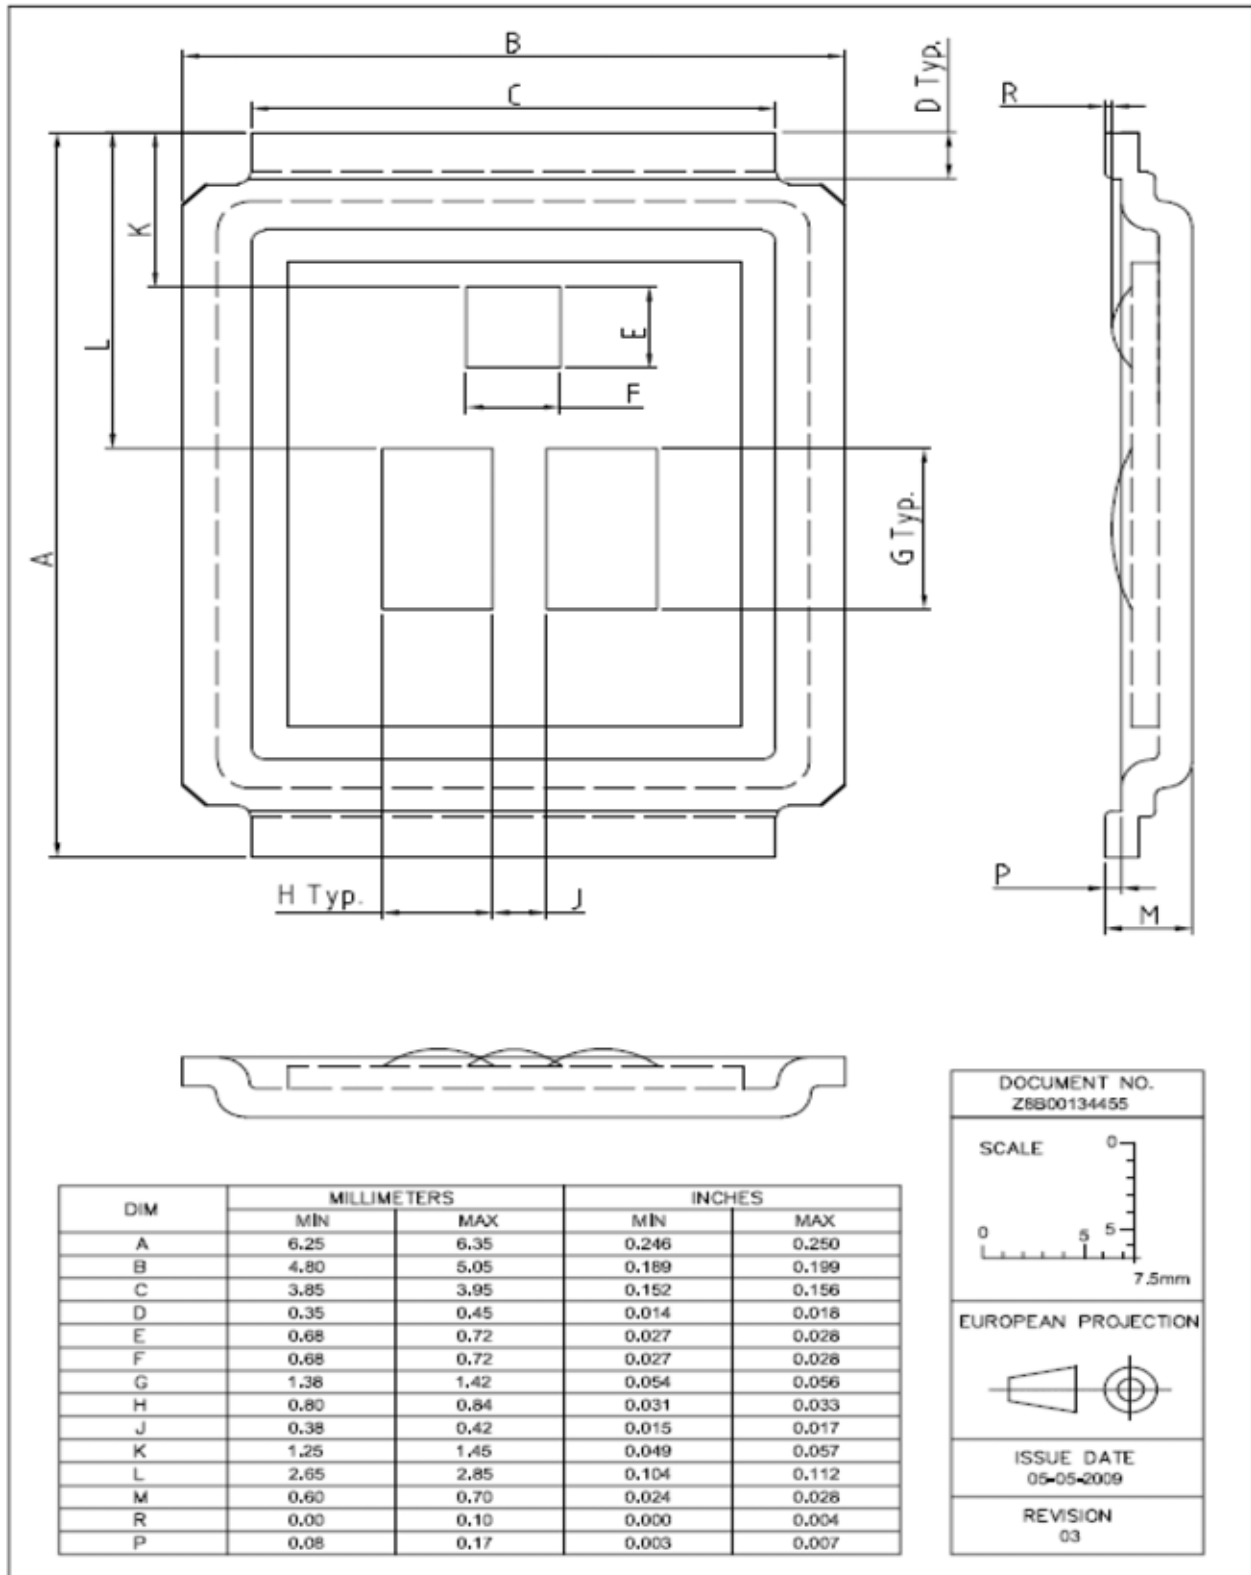 B
C
D Typ.
R
K
L
E
F
A
G Typ.
H Typ.
J
P
M
DIM MILLIMETERS INCHES
MIN MAX MIN MAX
A 6.25 6.35 0.246 0.250
B 4.80 5.05 0.189 0.199
C 3.85 3.95 0.152 0.156
D 0.35 0.45 0.014 0.018
E 0.68 0.72 0.027 0.028
F 0.68 0.72 0.027 0.028
G 1.38 1.42 0.054 0.056
H 0.80 0.84 0.031 0.033
J 0.38 0.42 0.015 0.017
K 1.25 1.45 0.049 0.057
L 2.65 2.85 0.104 0.112
M 0.60 0.70 0.024 0.028
R 0.00 0.10 0.000 0.004
P 0.08 0.17 0.003 0.007
DOCUMENT NO.
Z8B00134455
SCALE 0
0 5 5
7.5mm
EUROPEAN PROJECTION
ISSUE DATE
05-05-2009
REVISION
03